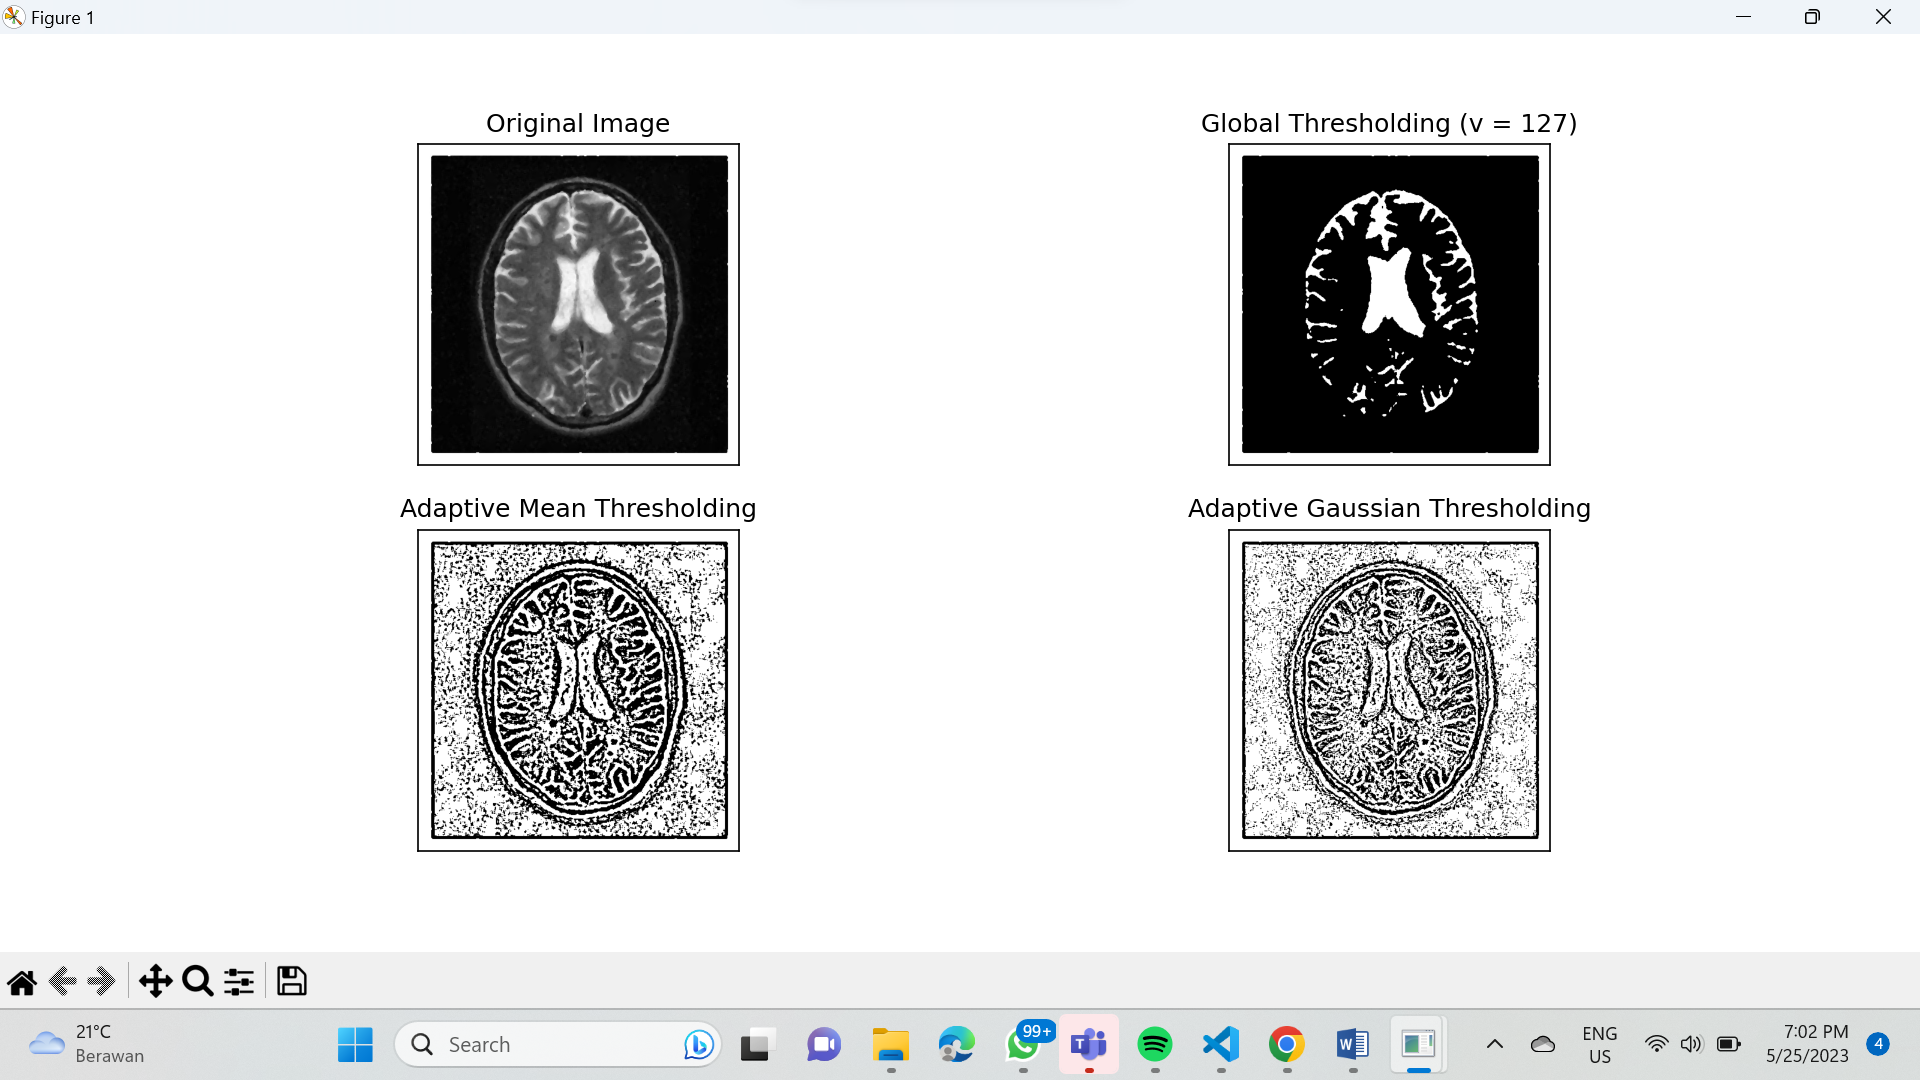 Figure 1
Original Image
Global Thresholding (v = 127)
Adaptive Mean Thresholding
Adaptive Gaussian Thresholding
21°C
Berawan
Search
99+
T
W
ENG
US
7:02 PM
5/25/2023
4